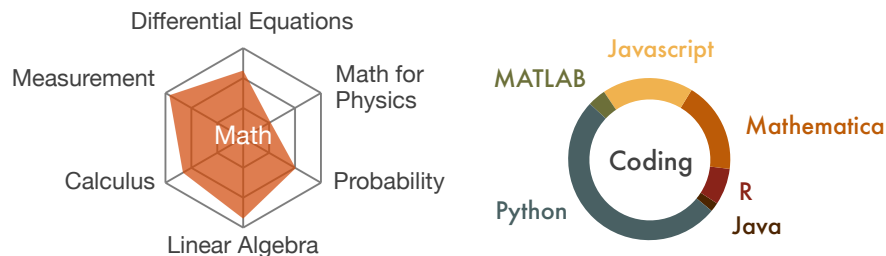 Differential Equations
Measurement
Math for
Physics
Math
Calculus
Probability
Linear Algebra
Javascript
MATLAB
Mathematica
Coding
R
Python
Java